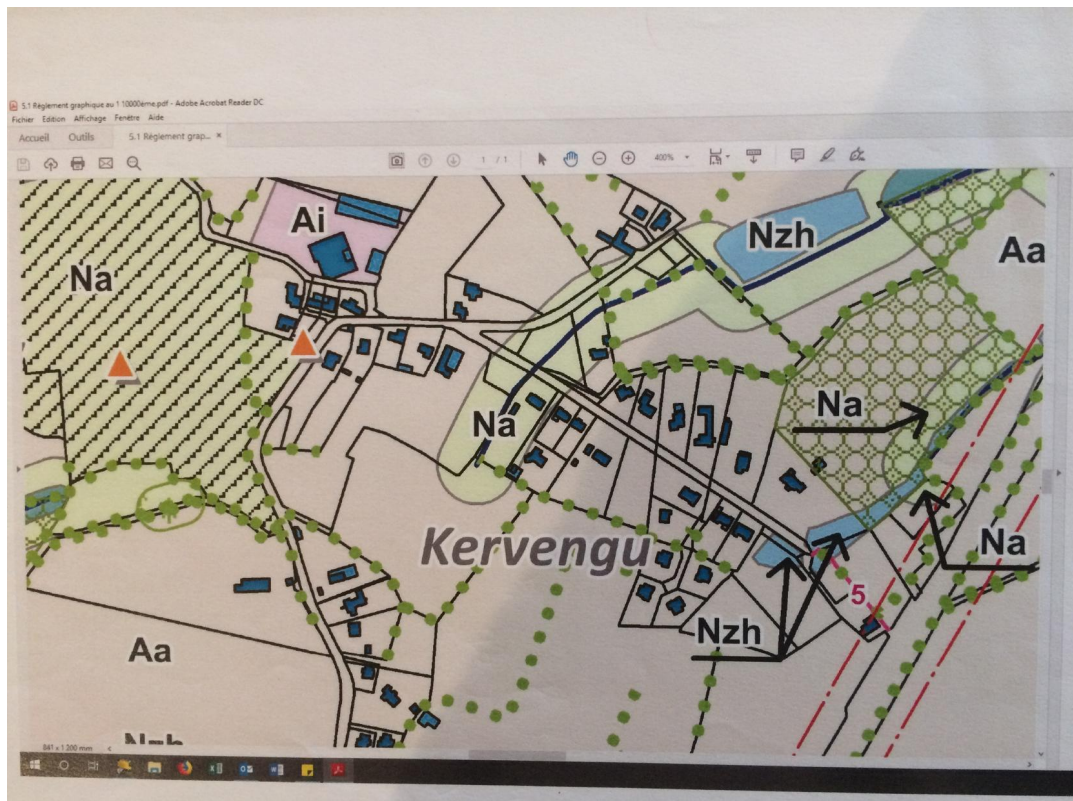 5.1 Règlement graphique au 1 10000ème.pdf - Adobe Acrobat Reader DC
Fichier Edition Affichage Fenêtre Aide
Accueil Outils 5.1 Règlement grap... ×
1 / 1 400%
Ai
Nzh
Aa
Na
Na
Na
Kervengu
Na
5
Nzh
Aa
Nzh
841 x 1 200 mm